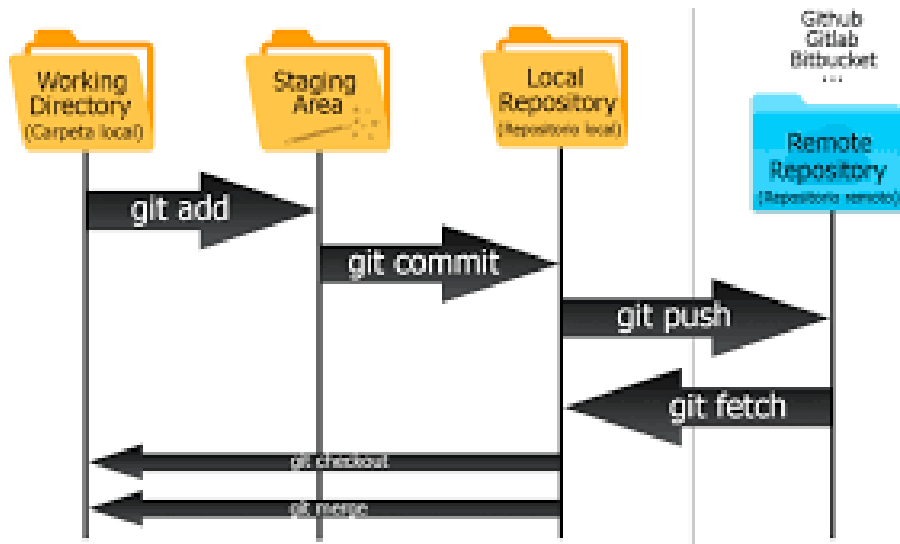 Working
Directory
(Carpeta local)
Staging
Area
Local
Repository
(Repositorio local)
Github
Gitlab
Bitbucket
...
Remote
Repository
(Repositorio remoto)
git add
git commit
git push
git fetch
git checkout
git merge